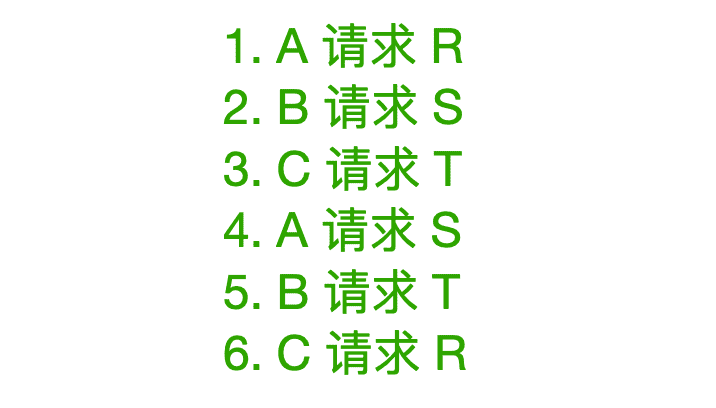 1. A 请求 R
2. B 请求 S
3. C 请求 T
4. A 请求 S
5. B 请求 T
6. C 请求 R